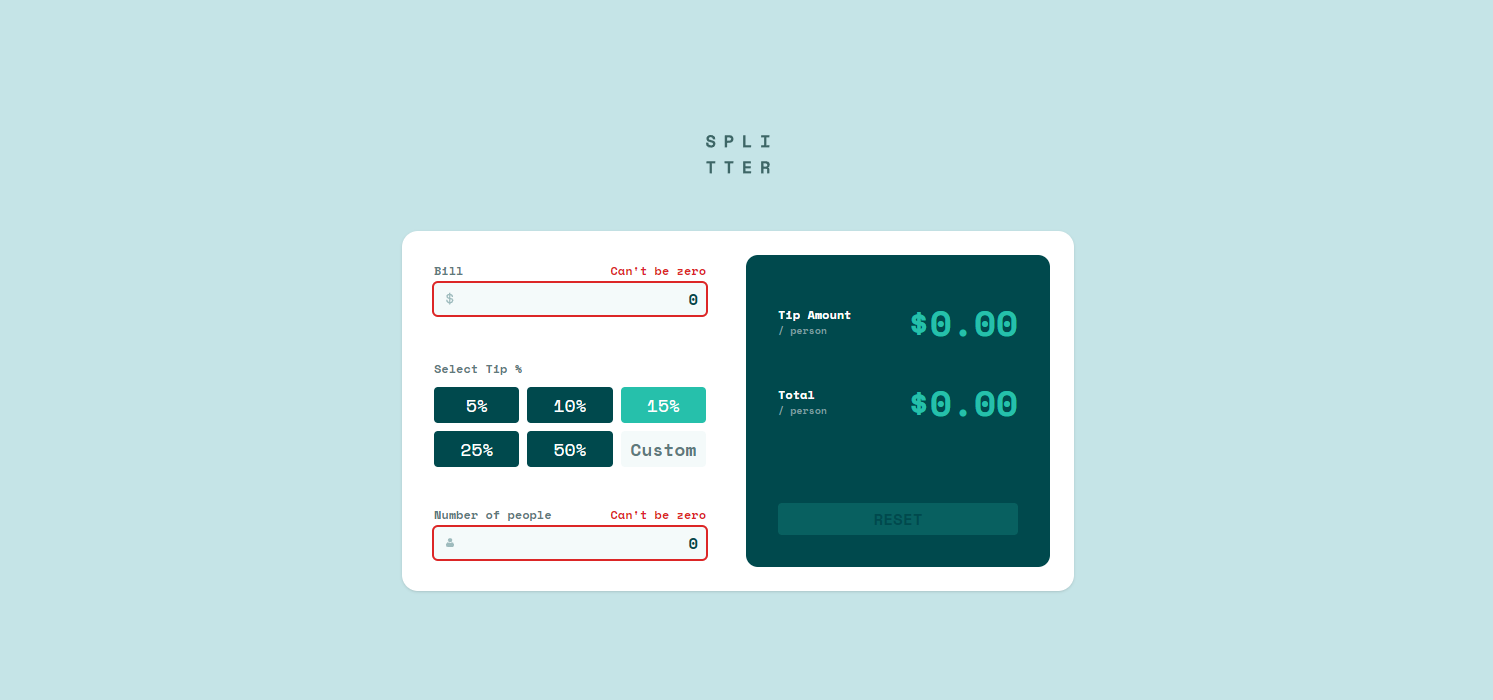 SPLI
TTER
Bill Can't be zero
$ 0
Select Tip %
5% 10% 15%
25% 50% Custom
Number of people Can't be zero
0
Tip Amount
/ person
$0.00
Total
/ person
$0.00
RESET